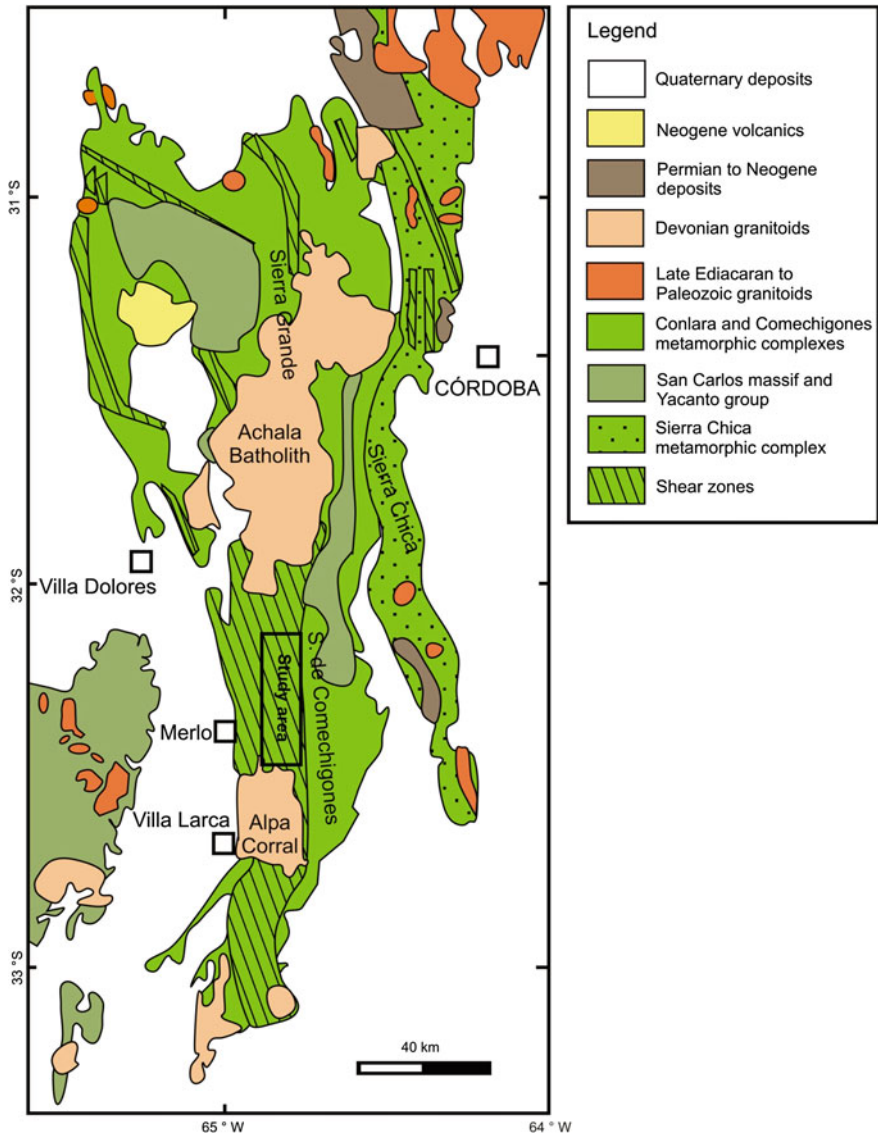 Legend
Quaternary deposits
Neogene volcanics
Permian to Neogene
deposits
Devonian granitoids
Late Ediacaran to
Paleozoic granitoids
Conlara and Comechigones
metamorphic complexes
San Carlos massif and
Yacanto group
Sierra Chica
metamorphic complex
Shear zones
31°S
32°S
33°S
65° W
64° W
Sierra Grande
CÓRDOBA
Achala
Batholith
Sierra Chica
Villa Dolores
S. de Comechigones
Study area
Merlo
Villa Larca
Alpa
Corral
40 km